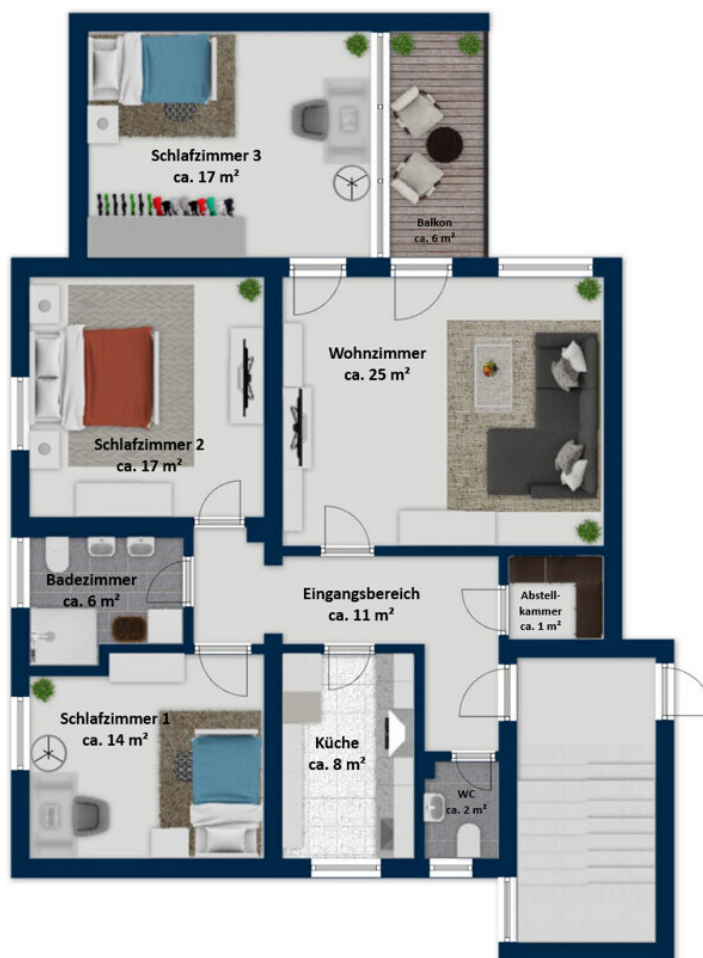 Schlafzimmer 3
ca. 17 m²
Balkon
ca. 6 m²
Wohnzimmer
ca. 25 m²
Schlafzimmer 2
ca. 17 m²
Badezimmer
ca. 6 m²
Eingangsbereich
ca. 11 m²
Abstell-
kammer
ca. 1 m²
Schlafzimmer 1
ca. 14 m²
Küche
ca. 8 m²
WC
ca. 2 m²